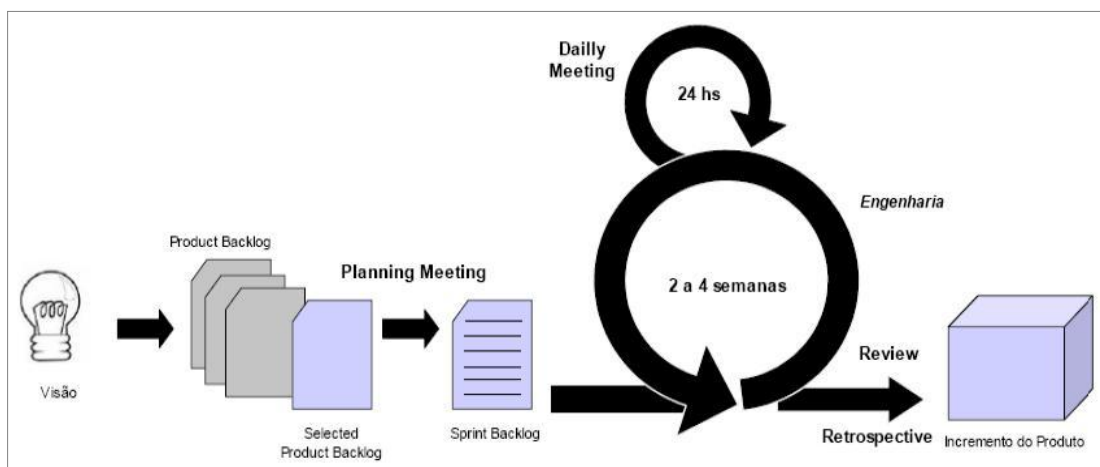 Dailly
Meeting
24 hs
Engenharia
Product Backlog
Planning Meeting
2 a 4 semanas
Visão
Selected
Product Backlog
Sprint Backlog
Review
Retrospective
Incremento do Produto